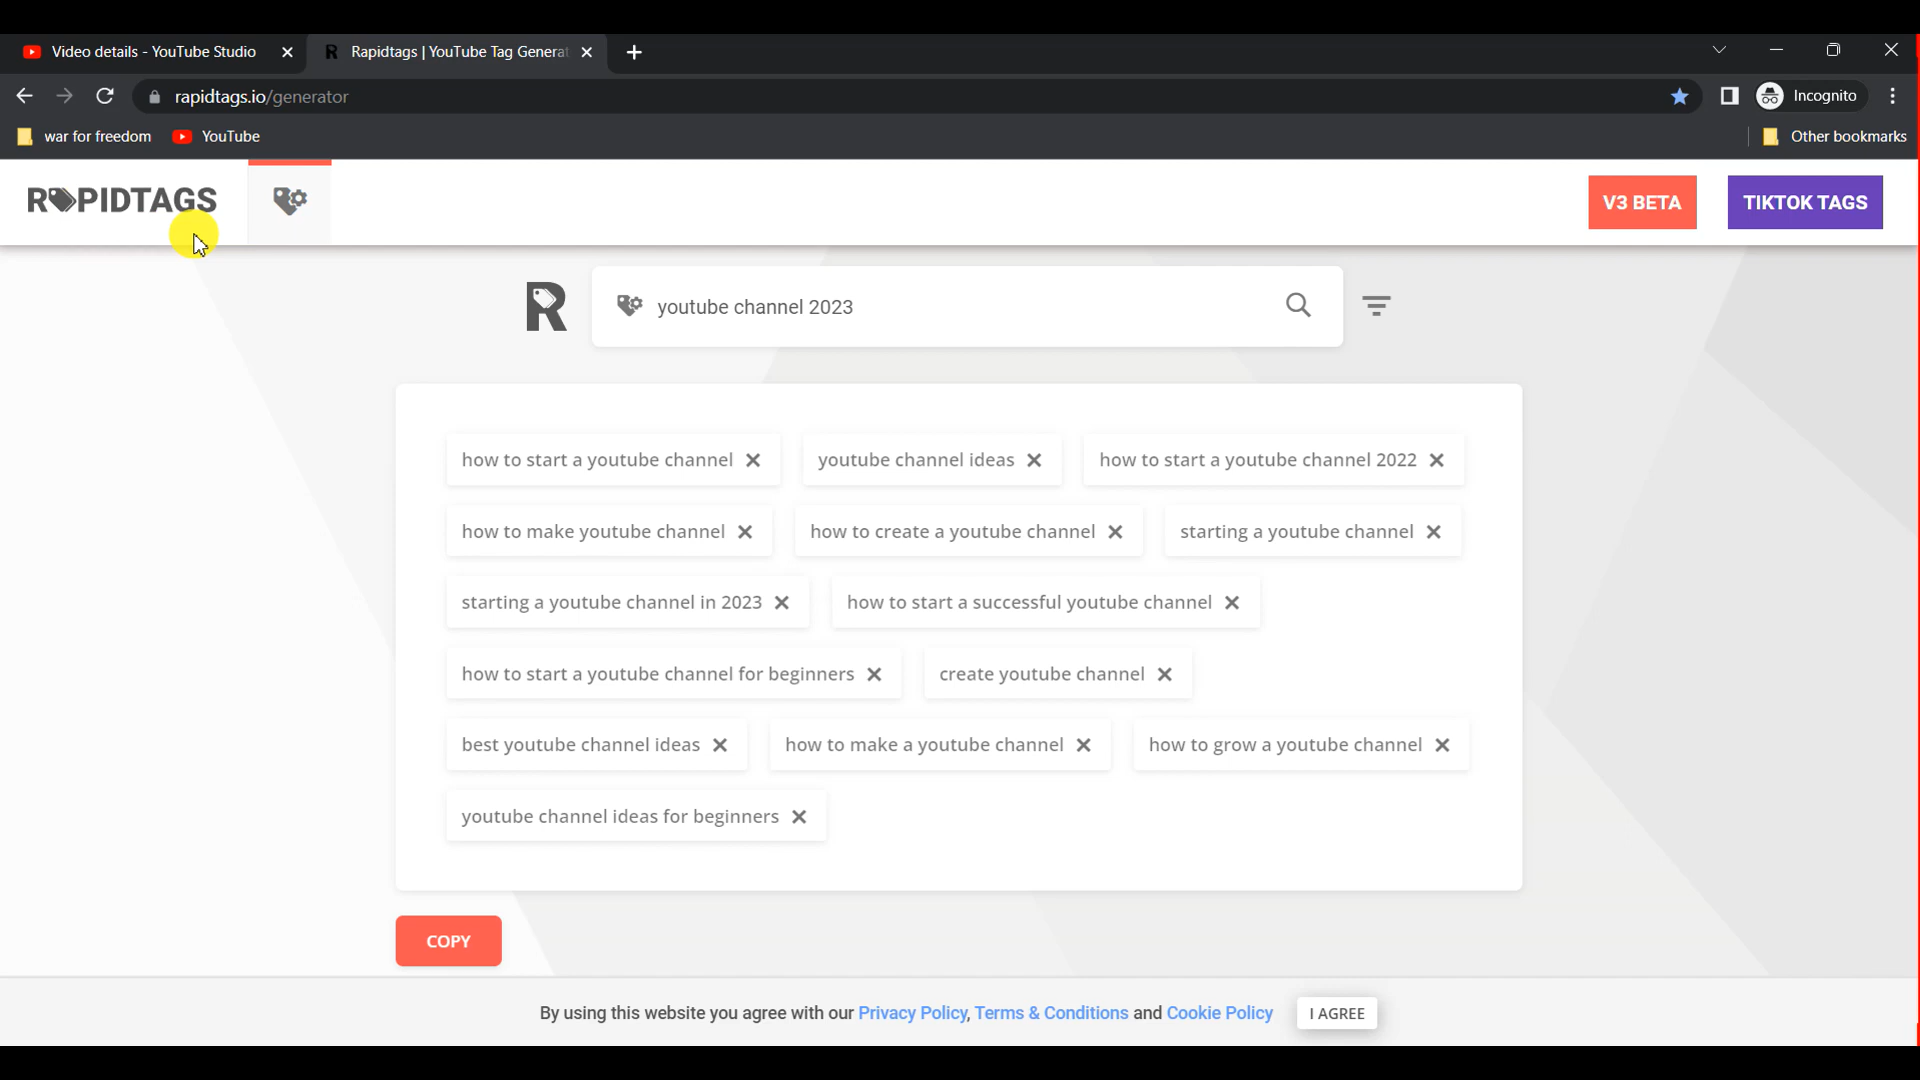 Video details - YouTube Studio
Rapidtags | YouTube Tag Generat
rapidtags.io/generator
Incognito
war for freedom
YouTube
Other bookmarks
RAPIDTAGS
V3 BETA
TIKTOK TAGS
R
youtube channel 2023
how to start a youtube channel
youtube channel ideas
how to start a youtube channel 2022
how to make youtube channel
how to create a youtube channel
starting a youtube channel
starting a youtube channel in 2023
how to start a successful youtube channel
how to start a youtube channel for beginners
create youtube channel
best youtube channel ideas
how to make a youtube channel
how to grow a youtube channel
youtube channel ideas for beginners
COPY
By using this website you agree with our Privacy Policy, Terms & Conditions and Cookie Policy
I AGREE